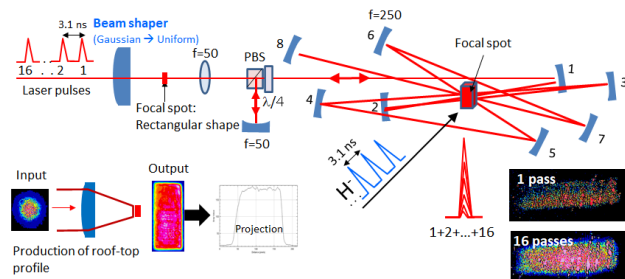 3.1 ns
Beam shaper
(Gaussian → Uniform)
16 . . 2 1
Laser pulses
Focal spot:
Rectangular shape
f=50
PBS
λ/4
f=50
f=250
8
6
Focal spot
1
3
4
2
5
7
3.1 ns
H⁻
...
1+2+...+16
1 pass
16 passes
Input
Output
Projection
Production of roof-top
profile